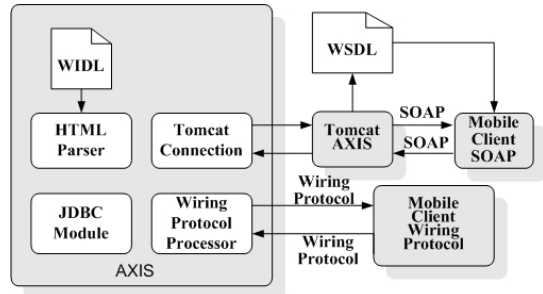 WIDL
WSDL
HTML
Parser
Tomcat
Connection
Tomcat
AXIS
SOAP
SOAP
Mobile
Client
SOAP
JDBC
Module
Wiring
Protocol
Processor
Wiring
Protocol
Wiring
Protocol
Mobile
Client
Wiring
Protocol
AXIS